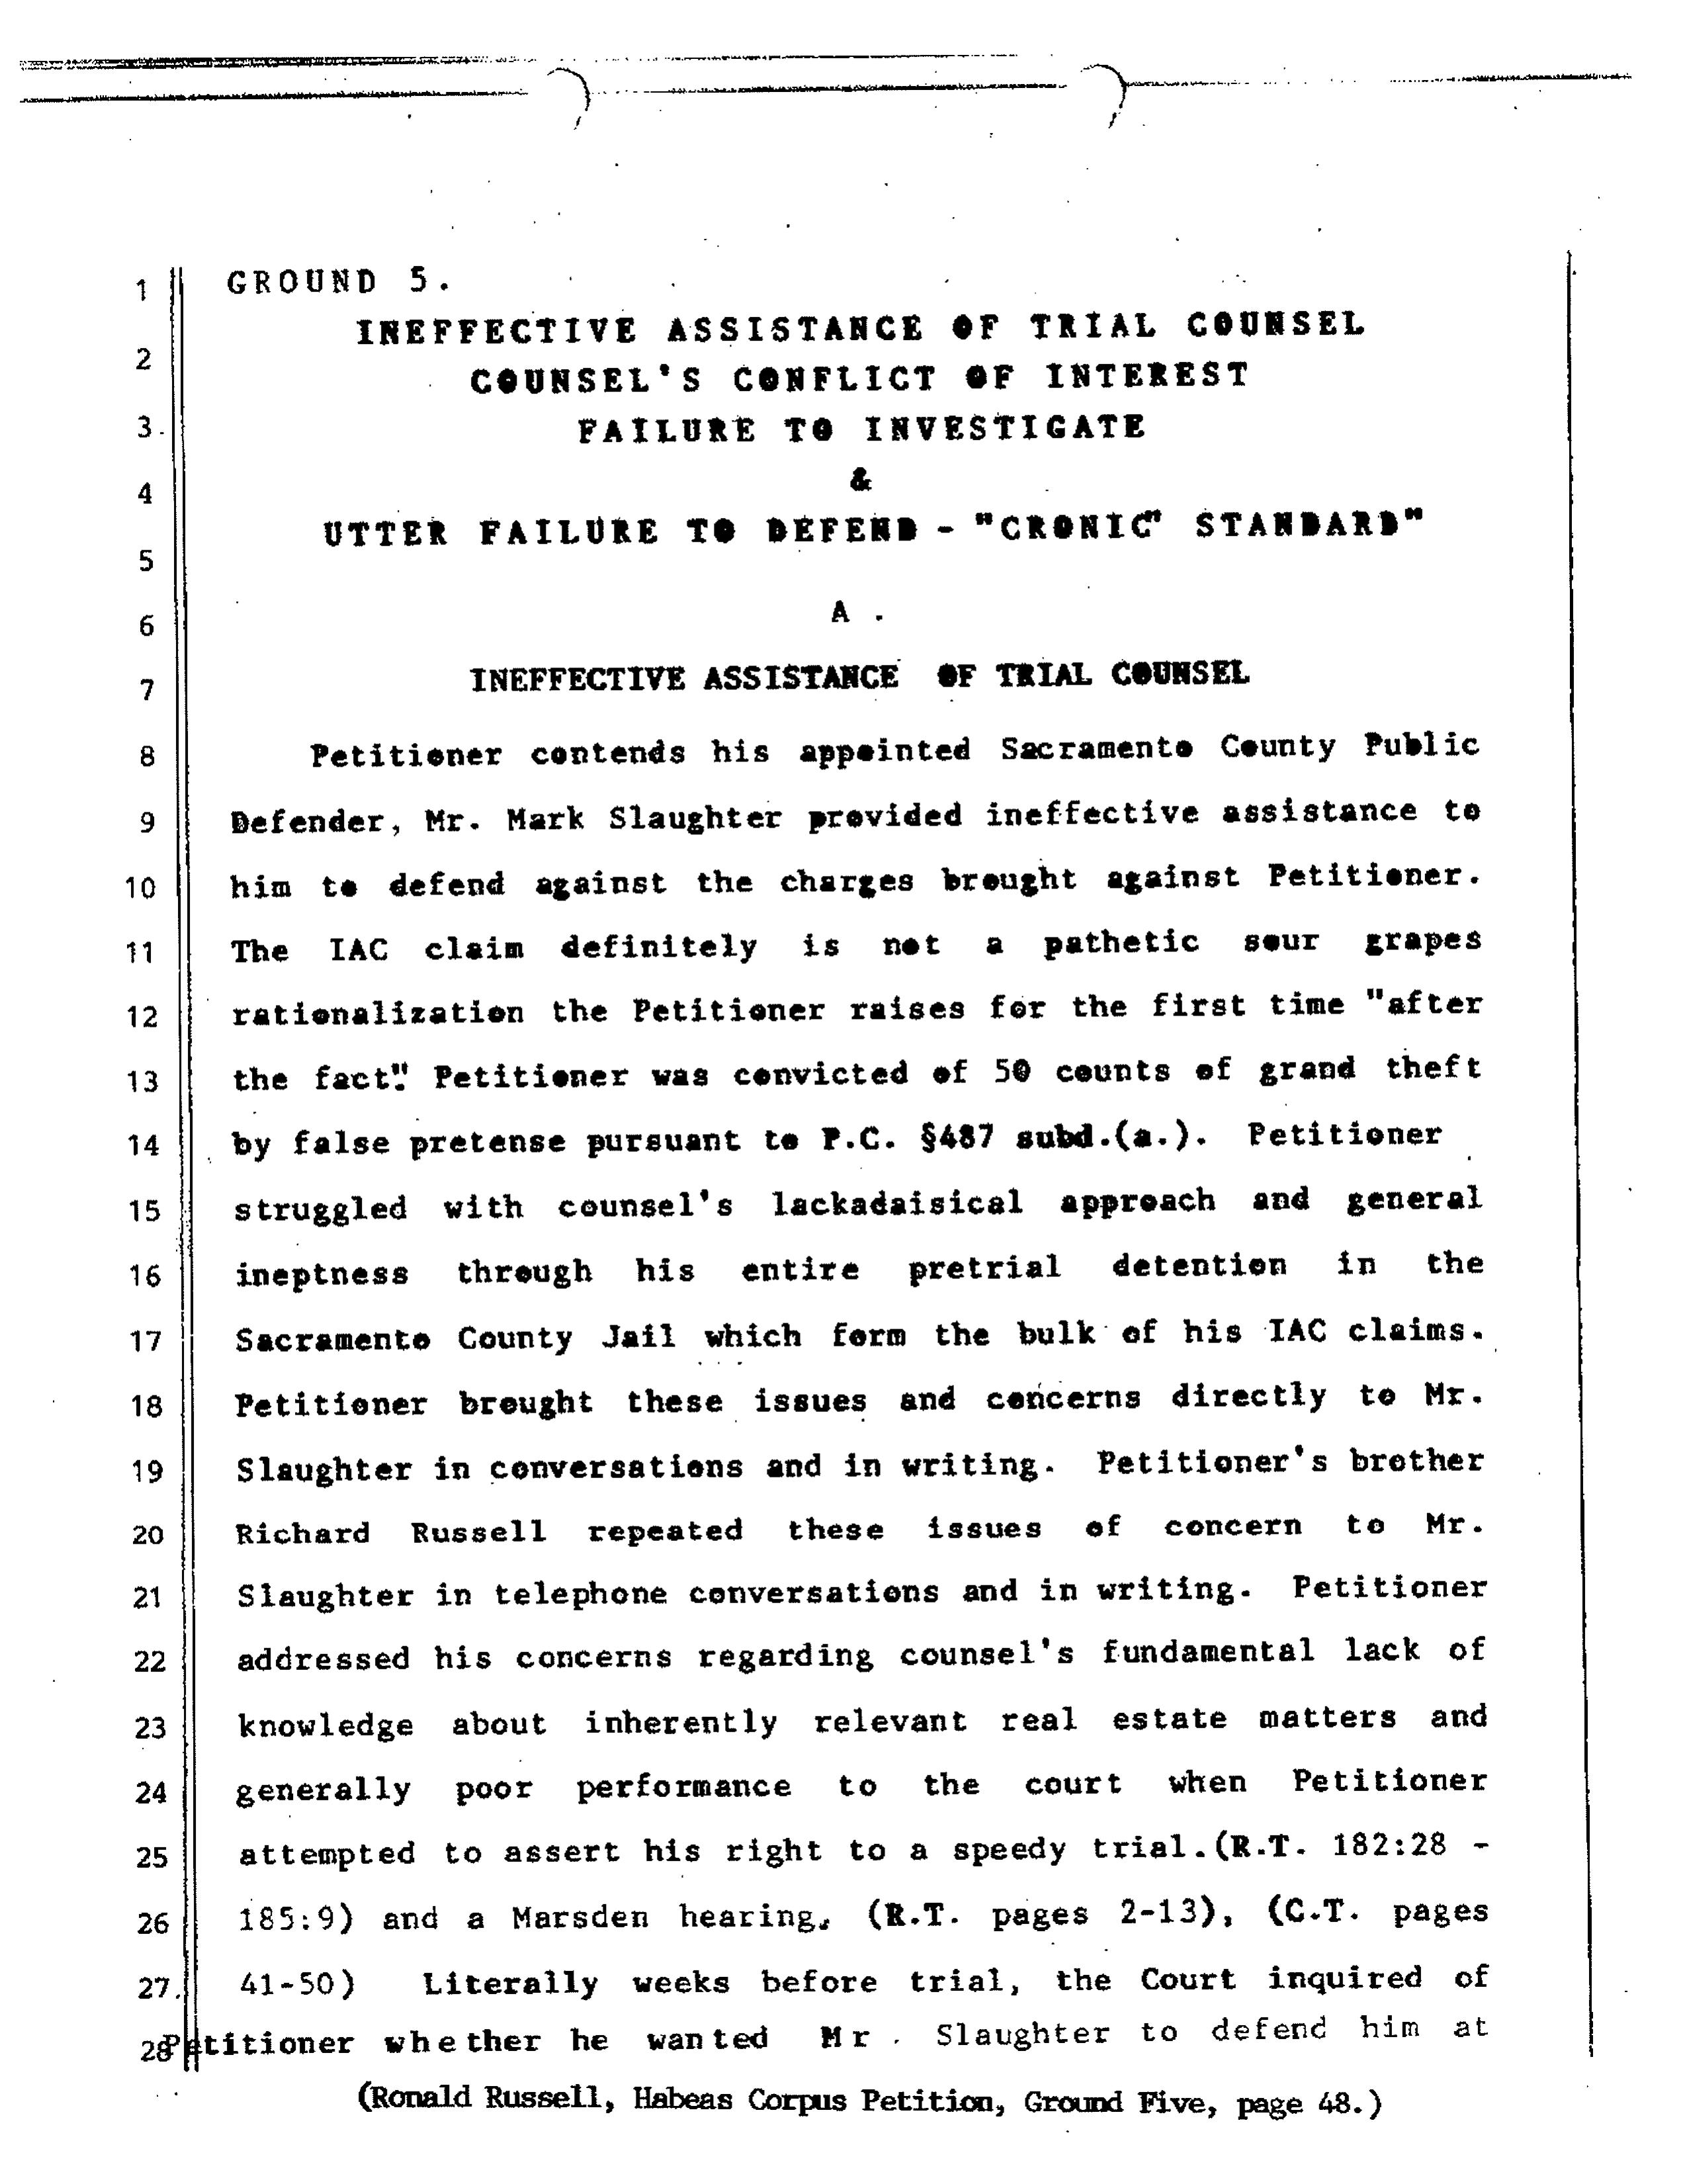 1 GROUND 5.
INEFFECTIVE ASSISTANCE OF TRIAL COUNSEL
2
COUNSEL'S CONFLICT OF INTEREST
3 FAILURE TO INVESTIGATE
&
4
UTTER FAILURE TO DEFEND - "CRONIC" STANDARD"
5
A .
6
7 INEFFECTIVE ASSISTANCE OF TRIAL COUNSEL
8 Petitioner contends his appointed Sacramento County Public
9 Defender, Mr. Mark Slaughter provided ineffective assistance to
10 him to defend against the charges brought against Petitioner.
11 The IAC claim definitely is not a pathetic sour grapes
12 rationalization the Petitioner raises for the first time "after
13 the fact". Petitioner was convicted of 50 counts of grand theft
14 by false pretense pursuant to P.C. §487 subd.(a.). Petitioner
15 struggled with counsel's lackadaisical approach and general
16 ineptness through his entire pretrial detention in the
17 Sacramento County Jail which form the bulk of his IAC claims.
18 Petitioner brought these issues and concerns directly to Mr.
19 Slaughter in conversations and in writing. Petitioner's brother
20 Richard Russell repeated these issues of concern to Mr.
21 Slaughter in telephone conversations and in writing. Petitioner
22 addressed his concerns regarding counsel's fundamental lack of
23 knowledge about inherently relevant real estate matters and
24 generally poor performance to the court when Petitioner
25 attempted to assert his right to a speedy trial.(R.T. 182:28 -
26 185:9) and a Marsden hearing. (R.T. pages 2-13), (C.T. pages
27. 41-50) Literally weeks before trial, the Court inquired of
28 Petitioner whether he wanted Mr. Slaughter to defend him at
(Ronald Russell, Habeas Corpus Petition, Ground Five, page 48.)